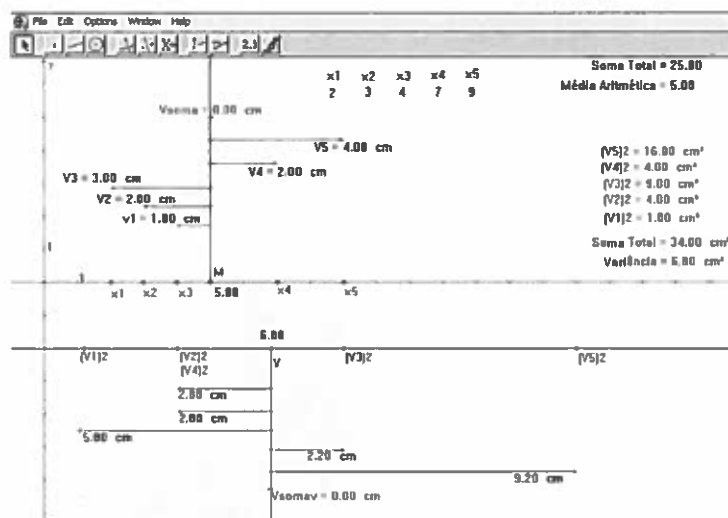 File Edit Options Window Help
2.3
Soma Total = 25.00
x1 x2 x3 x4 x5
2 3 4 7 9
Média Aritmética = 5.00
Vsoma = 0.00 cm
V5 = 4.00 cm
V4 = 2.00 cm
V3 = 3.00 cm
V2 = 2.00 cm
v1 = 1.00 cm
(V5)2 = 16.00 cm²
(V4)2 = 4.00 cm²
(V3)2 = 9.00 cm²
(V2)2 = 4.00 cm²
(V1)2 = 1.00 cm²
Soma Total = 34.00 cm²
Variância = 6.80 cm²
1
1
M
x1 x2 x3 5.00 x4 x5
6.80
(V1)2 (V2)2 V (V3)2 (V5)2
(V4)2
2.80 cm
2.80 cm
5.80 cm
2.20 cm
9.20 cm
Vsomav = 0.00 cm